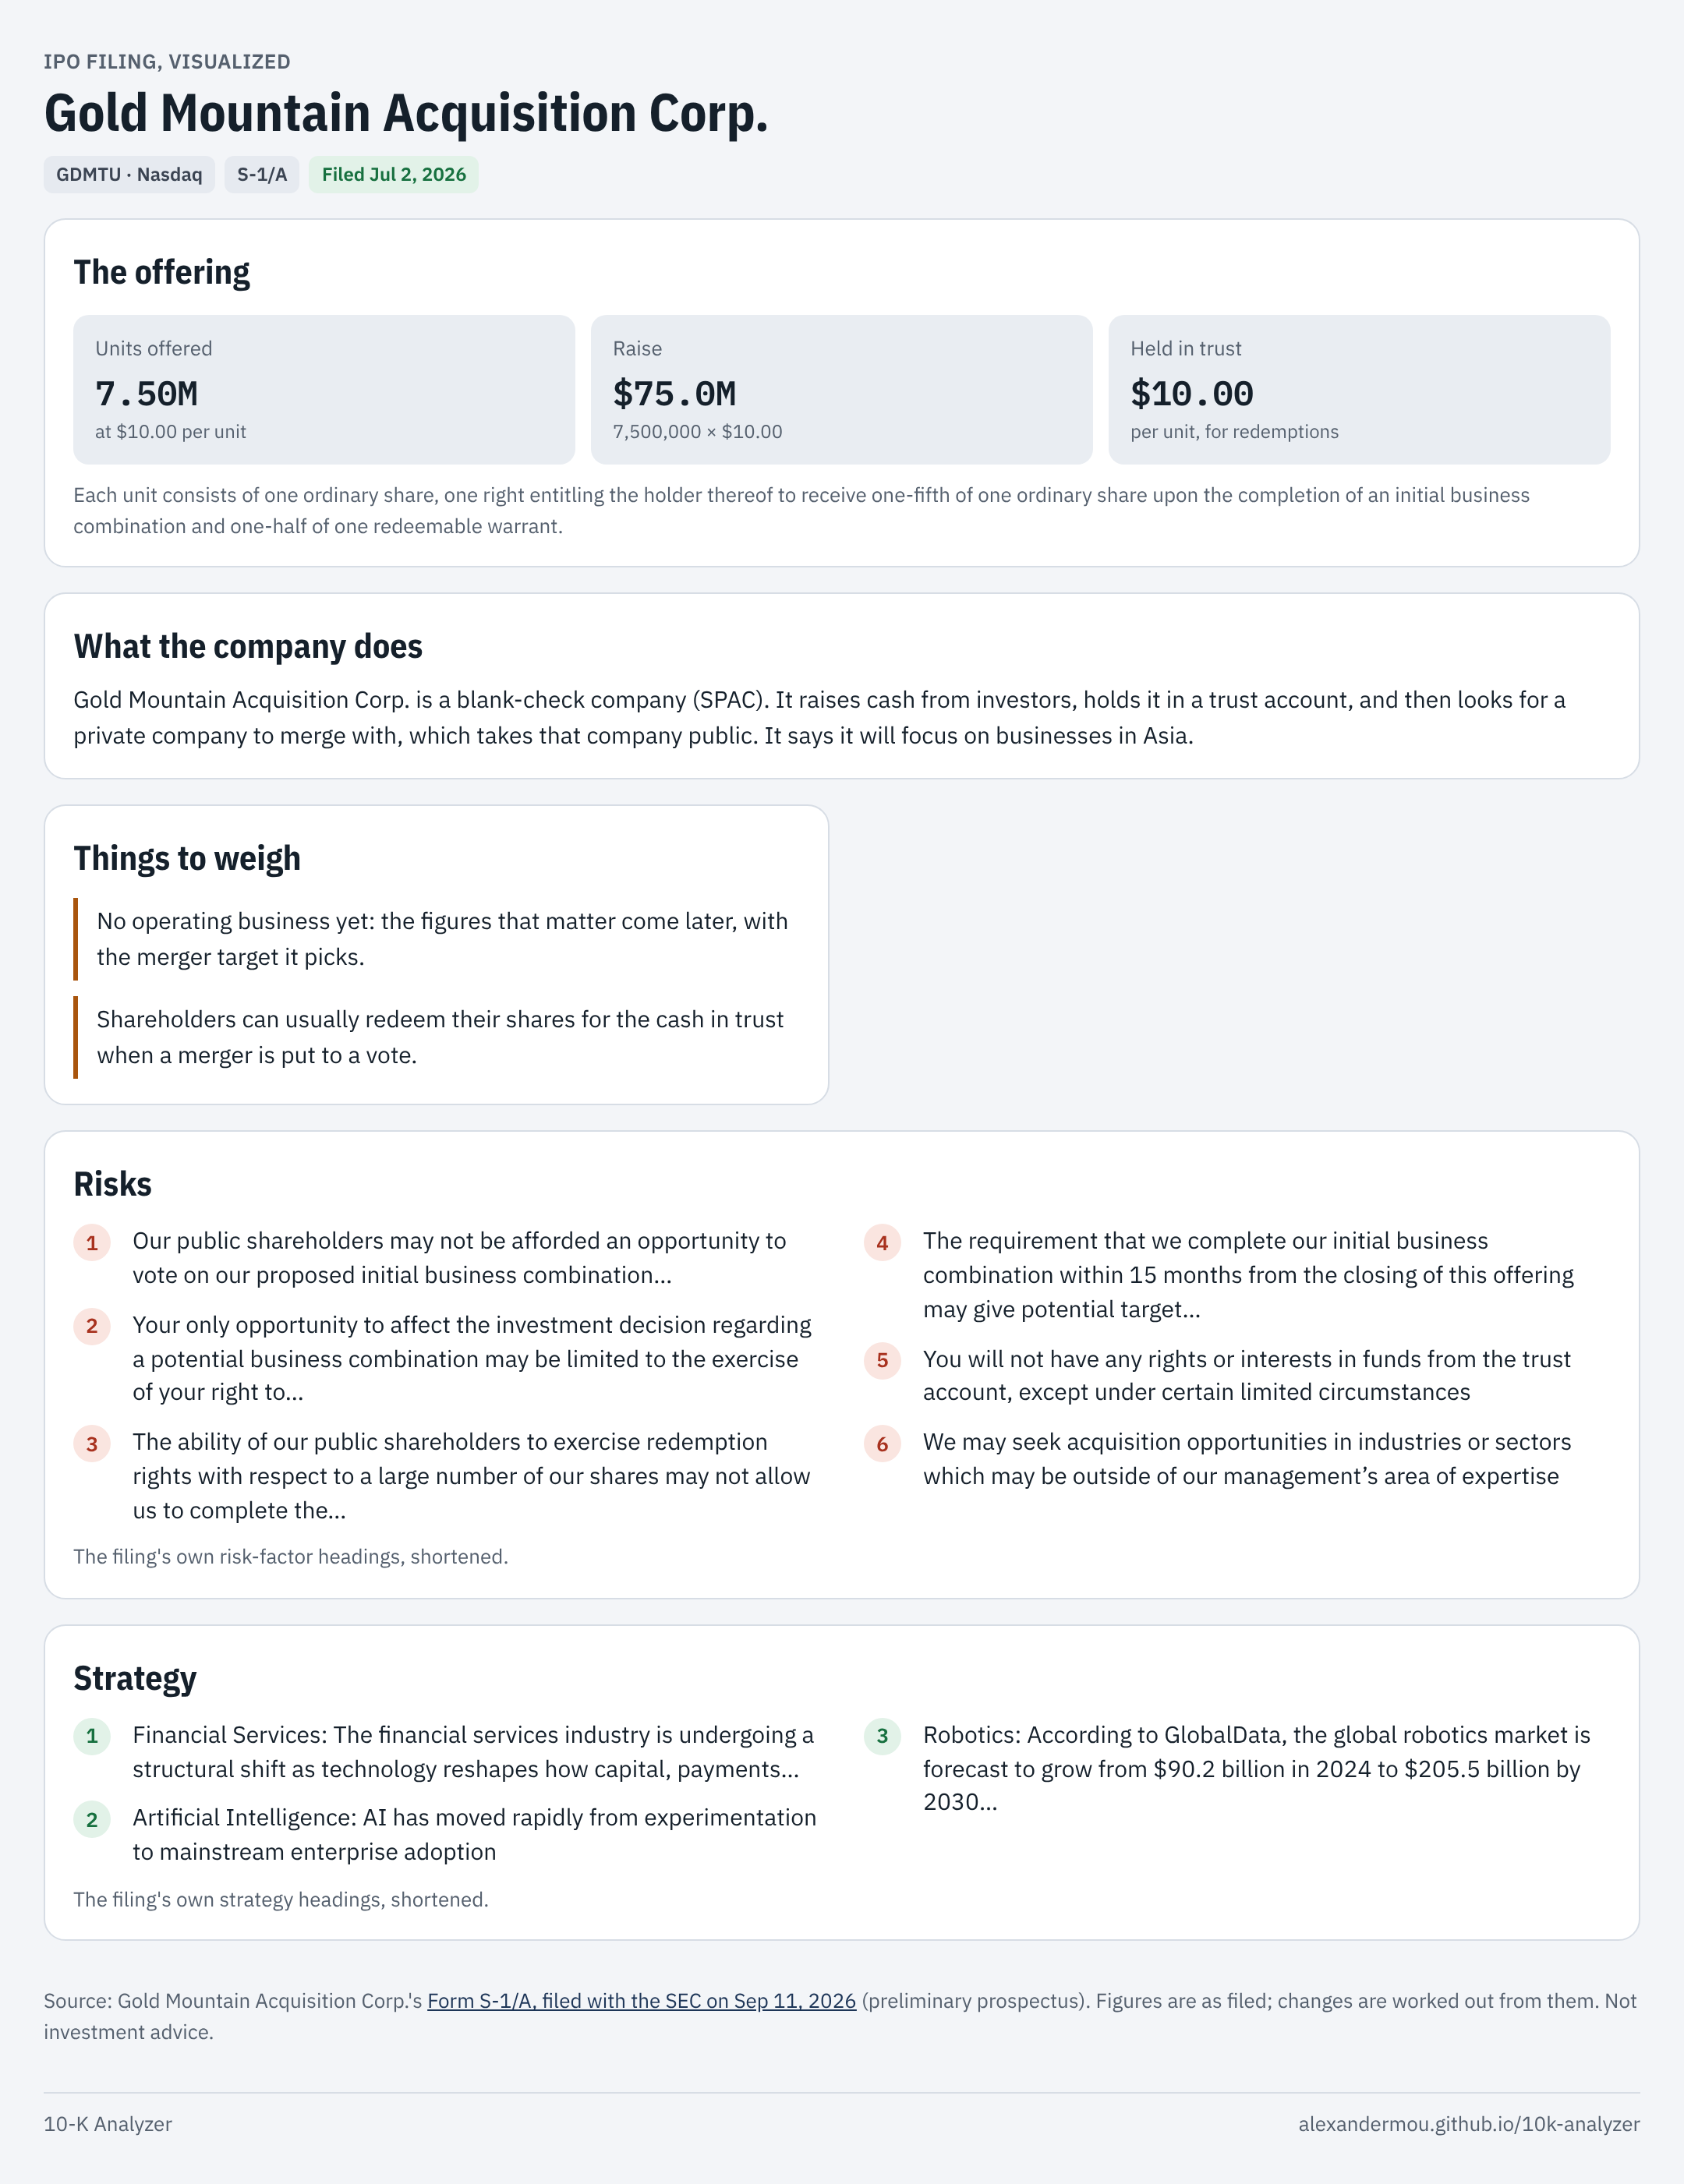 IPO FILING, VISUALIZED
Gold Mountain Acquisition Corp.
GDMTU · Nasdaq
S-1/A
Filed Jul 2, 2026
The offering
Units offered
7.50M
at $10.00 per unit
Raise
$75.0M
7,500,000 × $10.00
Held in trust
$10.00
per unit, for redemptions
Each unit consists of one ordinary share, one right entitling the holder thereof to receive one-fifth of one ordinary share upon the completion of an initial business
combination and one-half of one redeemable warrant.
What the company does
Gold Mountain Acquisition Corp. is a blank-check company (SPAC). It raises cash from investors, holds it in a trust account, and then looks for a
private company to merge with, which takes that company public. It says it will focus on businesses in Asia.
Things to weigh
No operating business yet: the figures that matter come later, with
the merger target it picks.
Shareholders can usually redeem their shares for the cash in trust
when a merger is put to a vote.
Risks
1 Our public shareholders may not be afforded an opportunity to
vote on our proposed initial business combination...
2 Your only opportunity to affect the investment decision regarding
a potential business combination may be limited to the exercise
of your right to...
3 The ability of our public shareholders to exercise redemption
rights with respect to a large number of our shares may not allow
us to complete the...
4 The requirement that we complete our initial business
combination within 15 months from the closing of this offering
may give potential target...
5 You will not have any rights or interests in funds from the trust
account, except under certain limited circumstances
6 We may seek acquisition opportunities in industries or sectors
which may be outside of our management’s area of expertise
The filing's own risk-factor headings, shortened.
Strategy
1 Financial Services: The financial services industry is undergoing a
structural shift as technology reshapes how capital, payments...
2 Artificial Intelligence: AI has moved rapidly from experimentation
to mainstream enterprise adoption
3 Robotics: According to GlobalData, the global robotics market is
forecast to grow from $90.2 billion in 2024 to $205.5 billion by
2030...
The filing's own strategy headings, shortened.
Source: Gold Mountain Acquisition Corp.'s Form S-1/A, filed with the SEC on Sep 11, 2026 (preliminary prospectus). Figures are as filed; changes are worked out from them. Not
investment advice.
10-K Analyzer
alexandermou.github.io/10k-analyzer